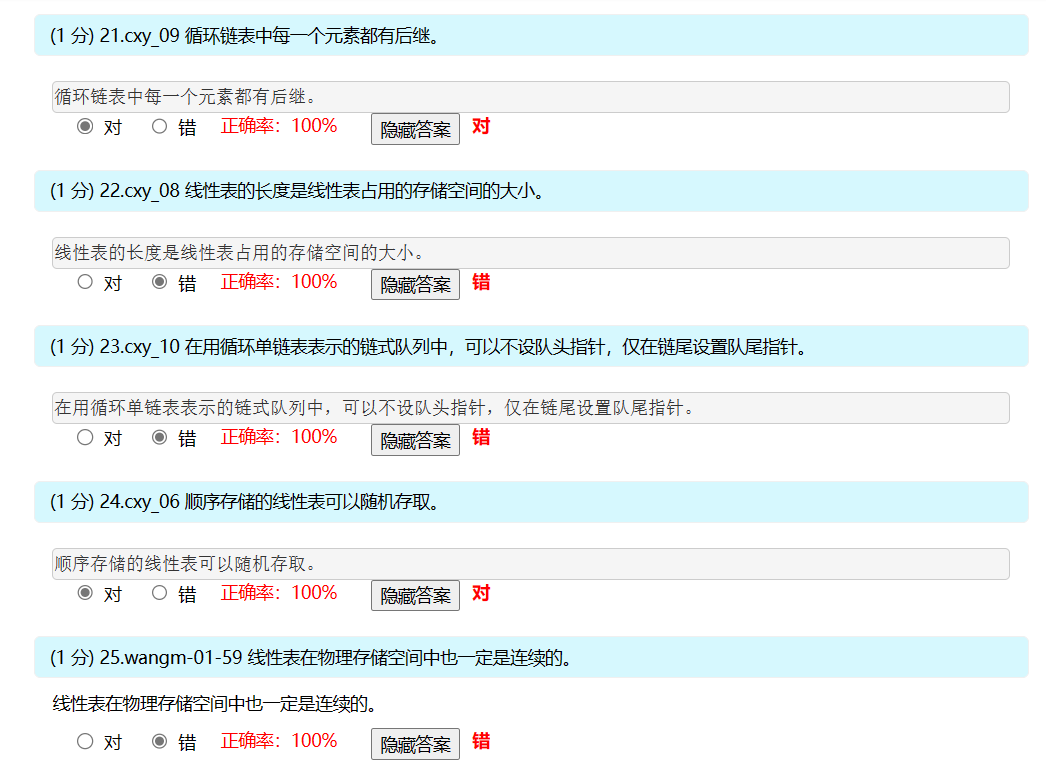 (1 分) 21.cxy_09 循环链表中每一个元素都有后继。
循环链表中每一个元素都有后继。
对 错 正确率：100% 隐藏答案 对
(1 分) 22.cxy_08 线性表的长度是线性表占用的存储空间的大小。
线性表的长度是线性表占用的存储空间的大小。
对 错 正确率：100% 隐藏答案 错
(1 分) 23.cxy_10 在用循环单链表表示的链式队列中，可以不设队头指针，仅在链尾设置队尾指针。
在用循环单链表表示的链式队列中，可以不设队头指针，仅在链尾设置队尾指针。
对 错 正确率：100% 隐藏答案 错
(1 分) 24.cxy_06 顺序存储的线性表可以随机存取。
顺序存储的线性表可以随机存取。
对 错 正确率：100% 隐藏答案 对
(1 分) 25.wangm-01-59 线性表在物理存储空间中也一定是连续的。
线性表在物理存储空间中也一定是连续的。
对 错 正确率：100% 隐藏答案 错